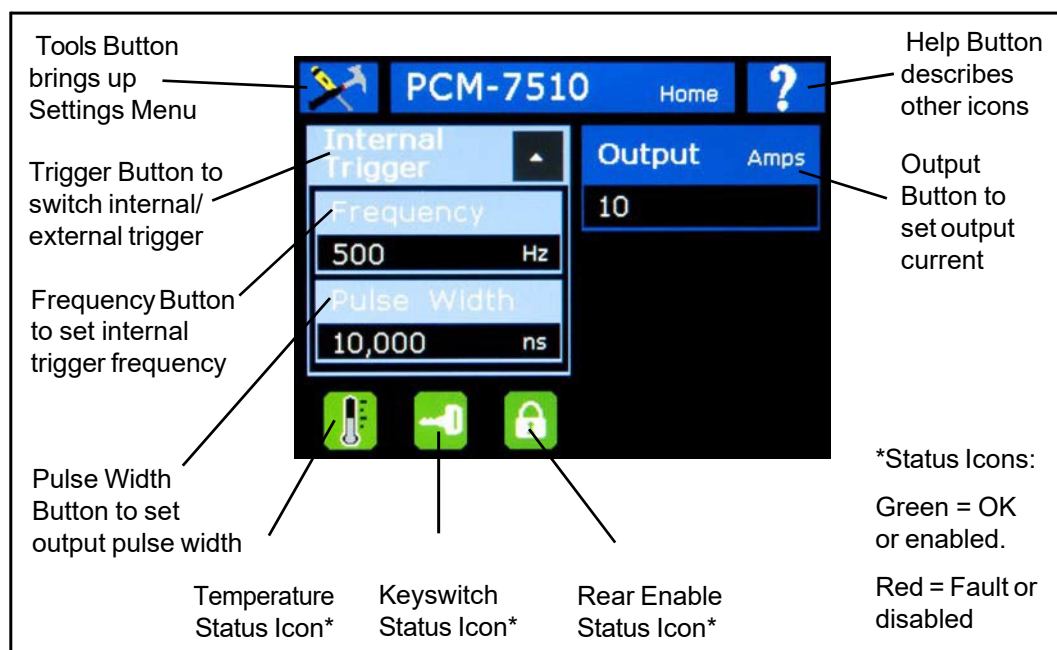 Tools Button
brings up
Settings Menu
Trigger Button to
switch internal/
external trigger
Frequency Button
to set internal
trigger frequency
Pulse Width
Button to set
output pulse width
PCM-7510 Home
?
Internal
Trigger
Frequency
500 Hz
Pulse Width
10,000 ns
Output Amps
10
Help Button
describes
other icons
Output
Button to
set output
current
Temperature
Status Icon*
Keyswitch
Status Icon*
Rear Enable
Status Icon*
*Status Icons:
Green = OK
or enabled.
Red = Fault or
disabled